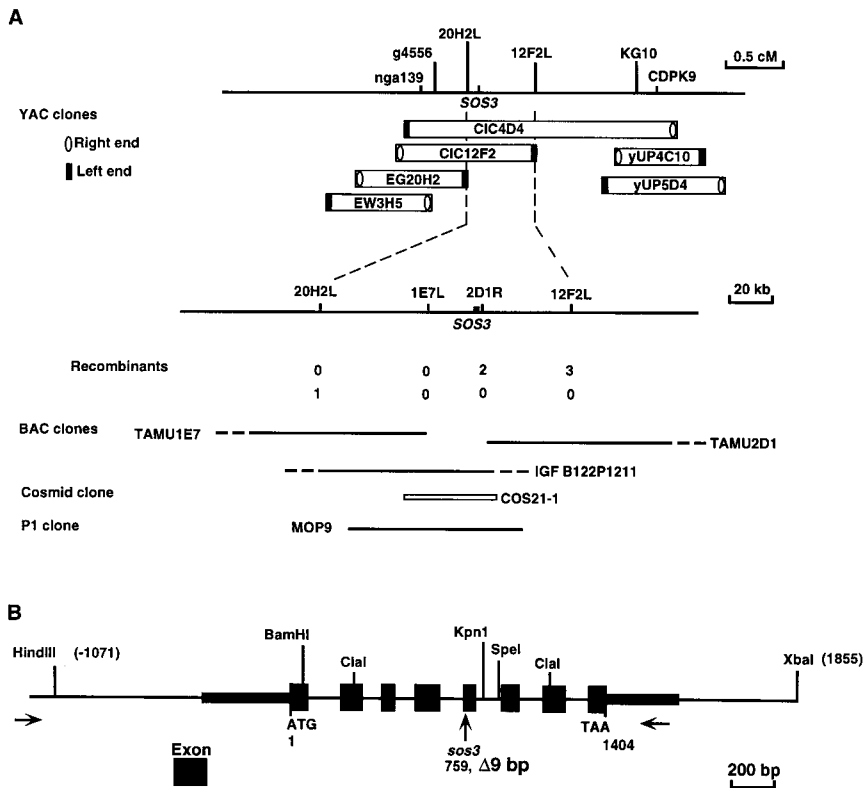 A
20H2L
g4556
12F2L
KG10
0.5 cM
nga139
CDPK9
SOS3
YAC clones
Right end
Left end
CIC4D4
CIC12F2
yUP4C10
EG20H2
yUP5D4
EW3H5
20H2L
1E7L
2D1R
12F2L
20 kb
SOS3
Recombinants
0 0 2 3
1 0 0 0
BAC clones
TAMU1E7
TAMU2D1
IGF B122P1211
Cosmid clone
COS21-1
P1 clone
MOP9
B
HindIII (-1071)
BamHI
ClaI
Kpn1
SpeI
ClaI
XbaI (1855)
ATG
1
TAA
1404
sos3
759, Δ9 bp
Exon
200 bp